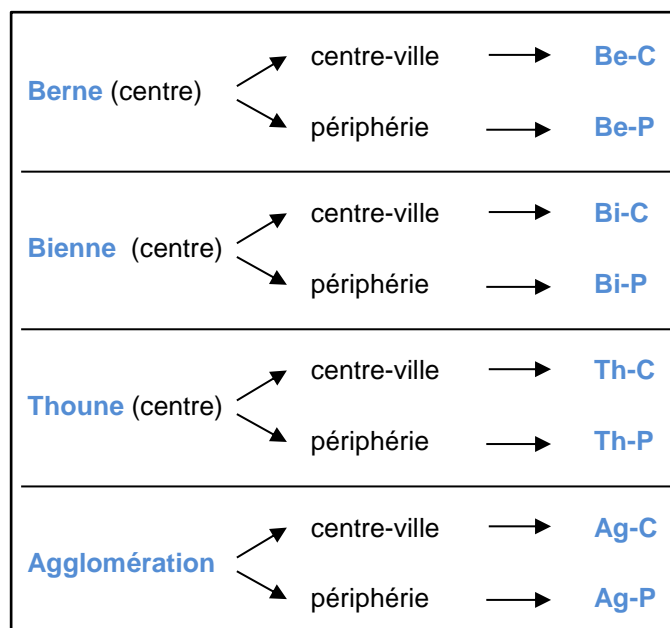 centre-ville Be-C
Berne (centre)
périphérie Be-P
centre-ville Bi-C
Bienne (centre)
périphérie Bi-P
centre-ville Th-C
Thoune (centre)
périphérie Th-P
centre-ville Ag-C
Agglomération
périphérie Ag-P